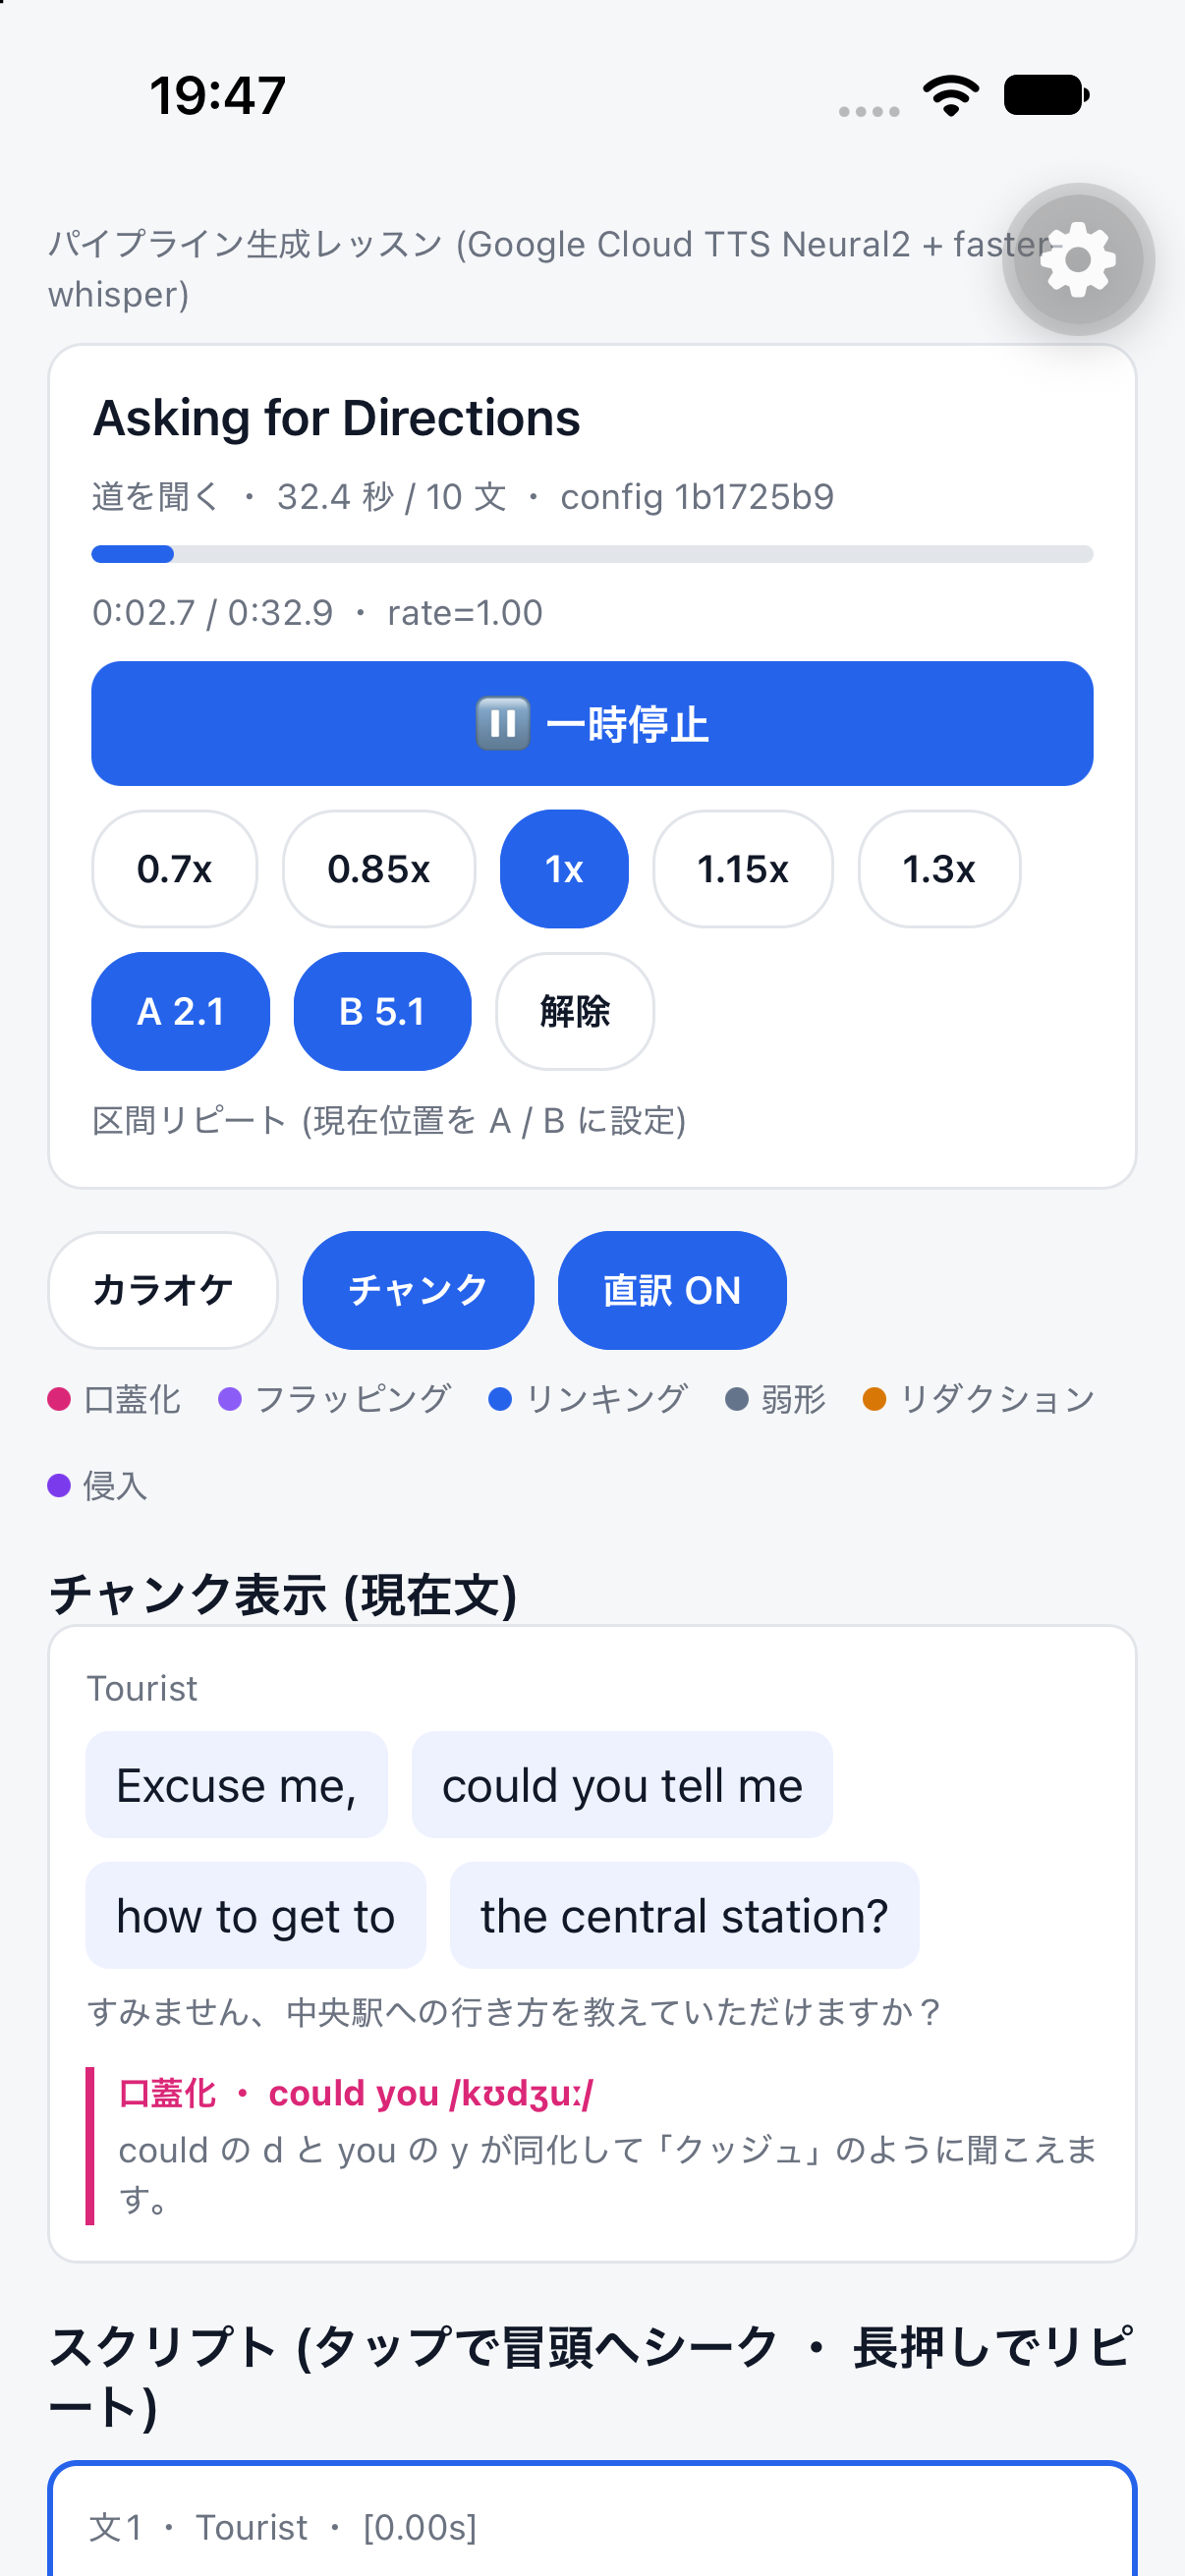 19:47
パイプライン生成レッスン (Google Cloud TTS Neural2 + faster-
whisper)
Asking for Directions
道を聞く ・ 32.4 秒 / 10 文 ・ config 1b1725b9
0:02.7 / 0:32.9 ・ rate=1.00
一時停止
0.7x 0.85x 1x 1.15x 1.3x
A 2.1 B 5.1 解除
区間リピート (現在位置を A / B に設定)
カラオケ チャンク 直訳 ON
口蓋化 フラッピング リンキング 弱形 リダクション
侵入
チャンク表示 (現在文)
Tourist
Excuse me, could you tell me
how to get to the central station?
すみません、中央駅への行き方を教えていただけますか？
口蓋化 ・ could you /kʊdʒuː/
could の d と you の y が同化して「クッジュ」のように聞こえま
す。
スクリプト (タップで冒頭へシーク ・ 長押しでリピ
ート)
文1 ・ Tourist ・ [0.00s]